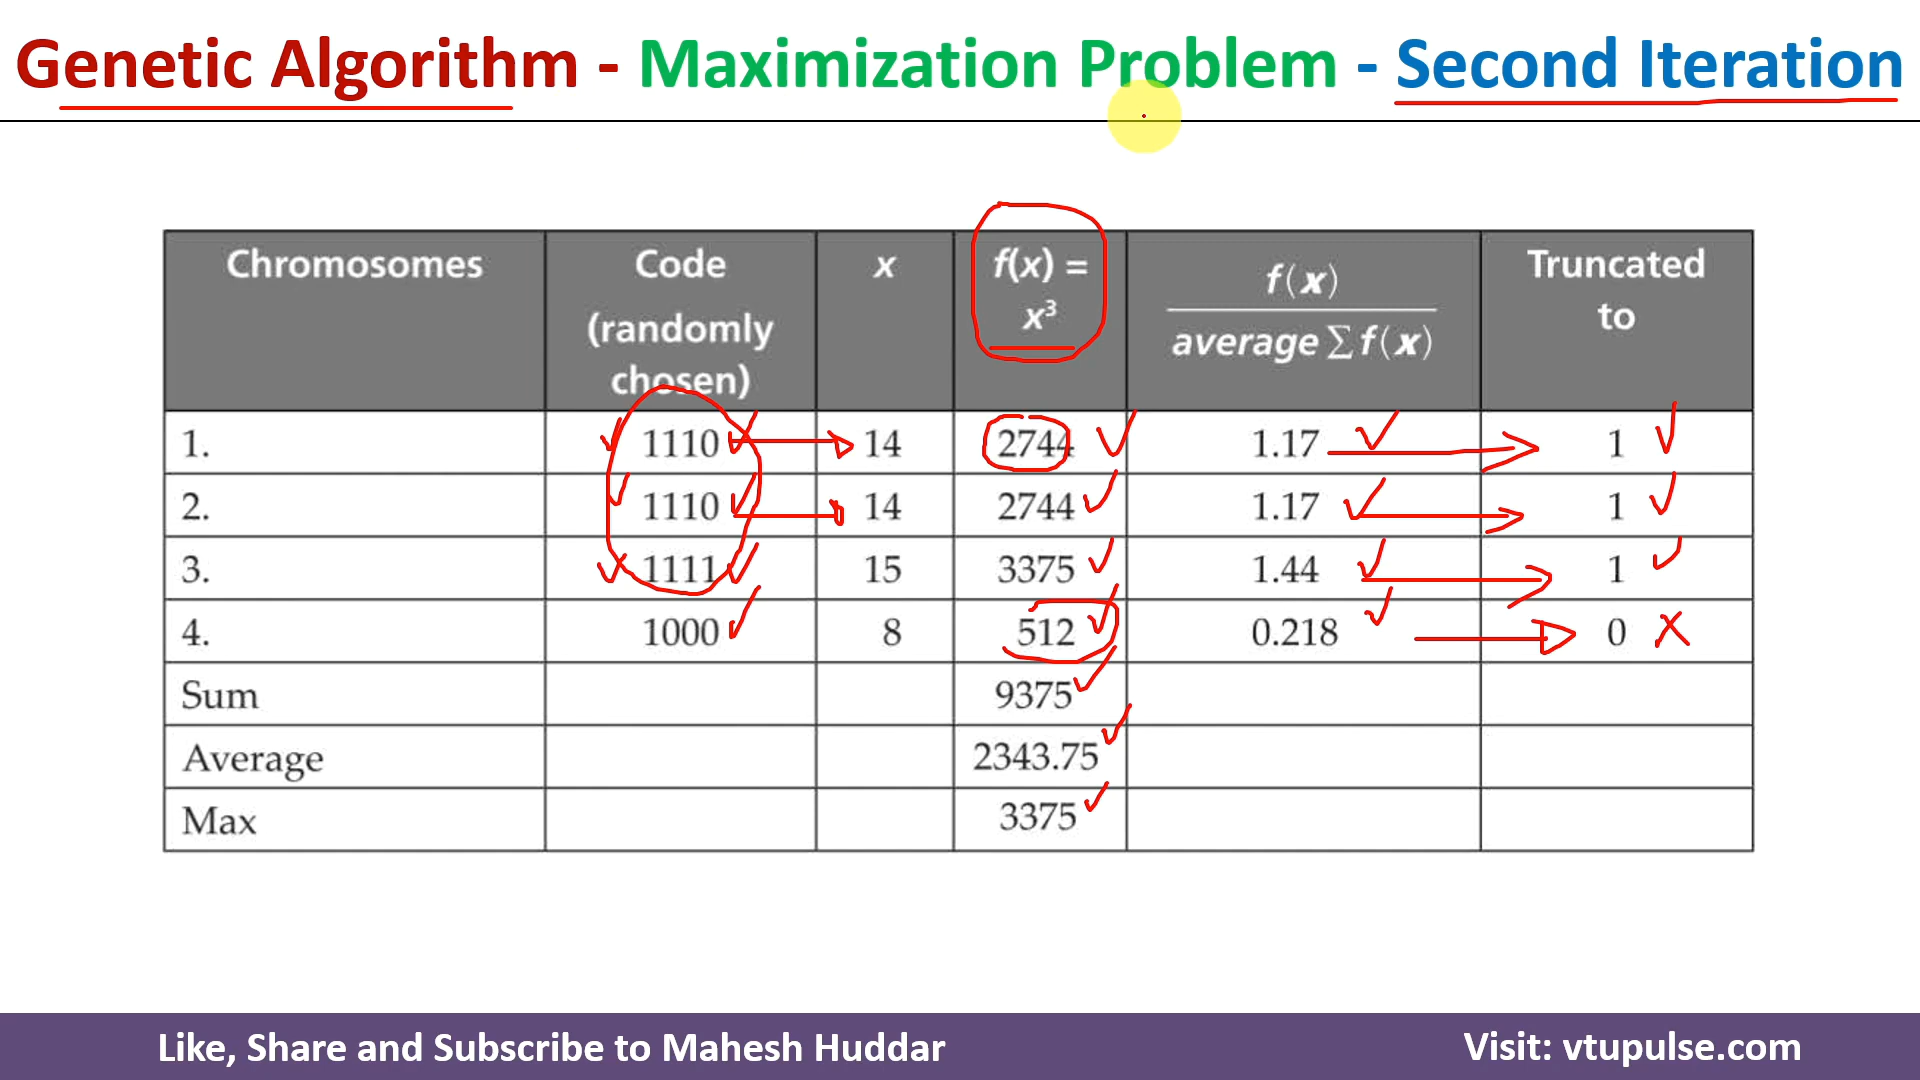 Genetic Algorithm - Maximization Problem - Second Iteration
Chromosomes Code (randomly chosen) x f(x) = x³ f(x) / average ∑ f(x) Truncated to
1. 1110 14 2744 1.17 1
2. 1110 14 2744 1.17 1
3. 1111 15 3375 1.44 1
4. 1000 8 512 0.218 0
Sum 9375
Average 2343.75
Max 3375
Like, Share and Subscribe to Mahesh Huddar Visit: vtupulse.com